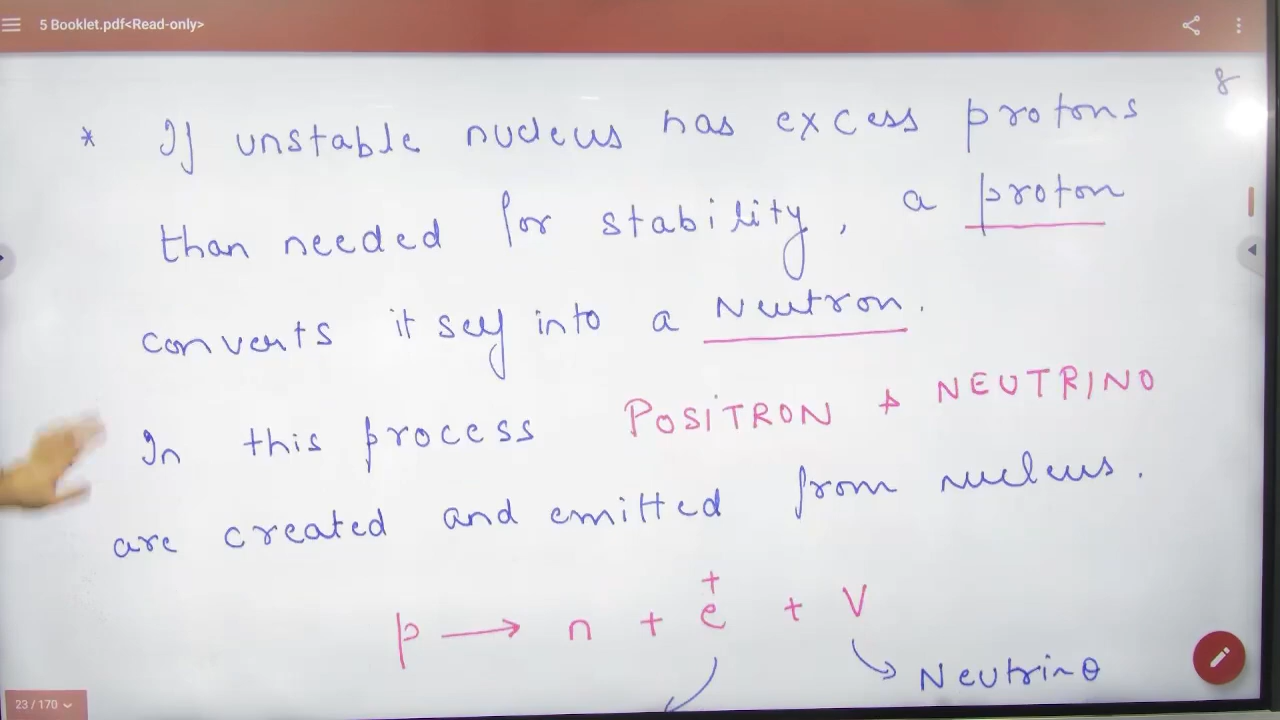 5 Booklet.pdf<Read-only>
8
* If unstable nucleus has excess protons
than needed for stability, a proton
converts itself into a Neutron.
In this process POSITRON & NEUTRINO
are created and emitted from nucleus.
p → n + e⁺ + ν
Neutrino
23 / 170